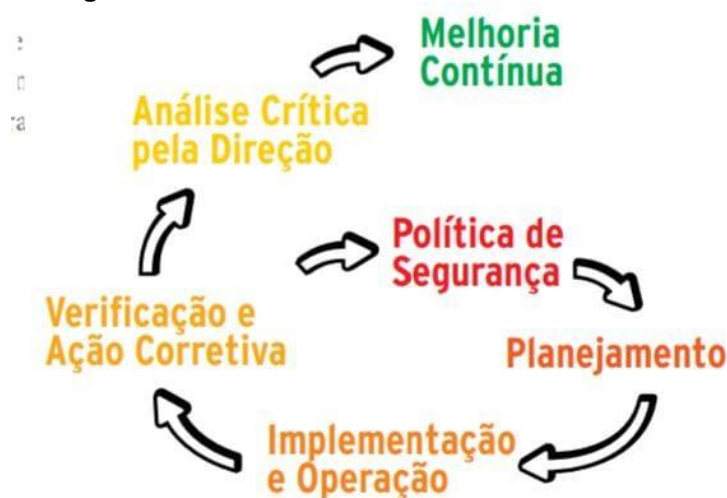 Melhoria
Contínua
Análise Crítica
pela Direção
Política de
Segurança
Verificação e
Ação Corretiva
Planejamento
Implementação
e Operação